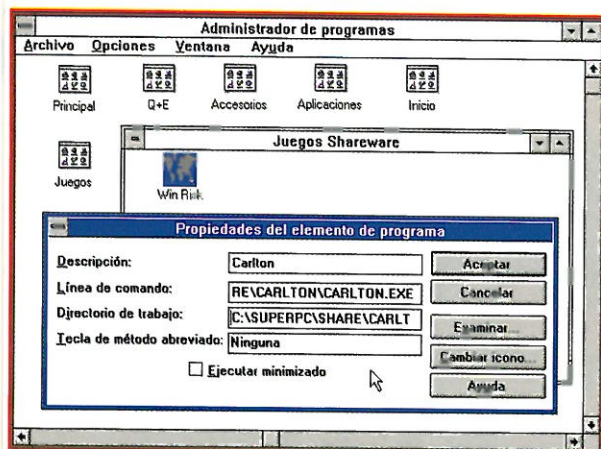 Administrador de programas
Archivo Opciones Ventana Ayuda
Principal Q+E Accesorios Aplicaciones Inicio
Juegos Shareware
Juegos
Win Risk
Propiedades del elemento de programa
Descripción: Carlton Aceptar
Línea de comando: RE\CARLTON\CARLTON.EXE Cancelar
Directorio de trabajo: C:\SUPERPC\SHARE\CARLT Examinar...
Tecla de método abreviado: Ninguna Cambiar icono...
Ejecutar minimizado Ayuda